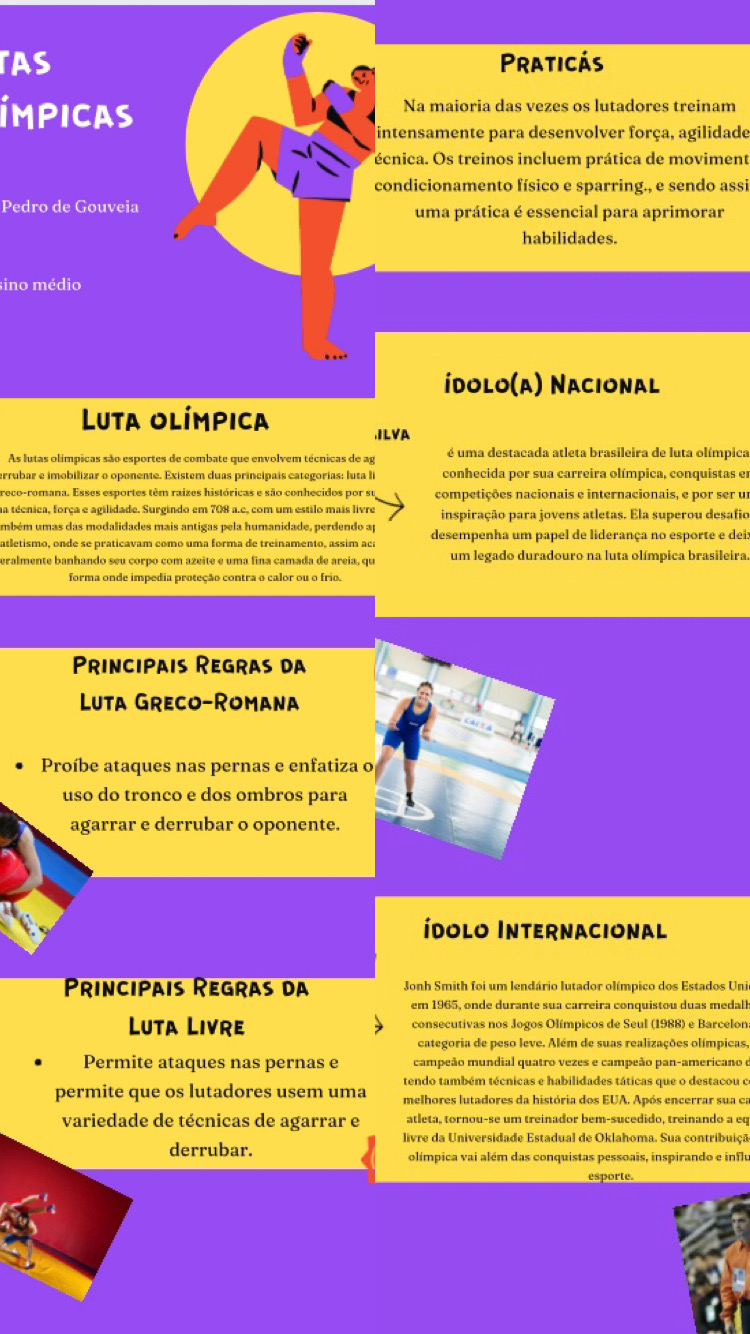 TAS
ÍMPICAS
Pedro de Gouveia
sino médio
LUTA OLÍMPICA
As lutas olímpicas são esportes de combate que envolvem técnicas de ag
errubar e imobilizar o oponente. Existem duas principais categorias: luta li
reco-romana. Esses esportes têm raízes históricas e são conhecidos por su
na técnica, força e agilidade. Surgindo em 708 a.c, com um estilo mais livre
mbém umas das modalidades mais antigas pela humanidade, perdendo ap
atletismo, onde se praticavam como uma forma de treinamento, assim aca
eralmente banhando seu corpo com azeite e uma fina camada de areia, qu
forma onde impedia proteção contra o calor ou o frio.
PRINCIPAIS REGRAS DA
LUTA GRECO-ROMANA
• Proíbe ataques nas pernas e enfatiza o
uso do tronco e dos ombros para
agarrar e derrubar o oponente.
PRINCIPAIS REGRAS DA
LUTA LIVRE
• Permite ataques nas pernas e
permite que os lutadores usem uma
variedade de técnicas de agarrar e
derrubar.
PRATICÁS
Na maioria das vezes os lutadores treinam
intensamente para desenvolver força, agilidade
écnica. Os treinos incluem prática de moviment
condicionamento físico e sparring., e sendo assi
uma prática é essencial para aprimorar
habilidades.
ÍDOLO(A) NACIONAL
ILVA
é uma destacada atleta brasileira de luta olímpica
conhecida por sua carreira olímpica, conquistas em
competições nacionais e internacionais, e por ser um
inspiração para jovens atletas. Ela superou desafio
desempenha um papel de liderança no esporte e deix
um legado duradouro na luta olímpica brasileira.
CAIXA
ÍDOLO INTERNACIONAL
Jonh Smith foi um lendário lutador olímpico dos Estados Uni
em 1965, onde durante sua carreira conquistou duas medalh
consecutivas nos Jogos Olímpicos de Seul (1988) e Barcelona
categoria de peso leve. Além de suas realizações olímpicas,
campeão mundial quatro vezes e campeão pan-americano d
tendo também técnicas e habilidades táticas que o destacou co
melhores lutadores da história dos EUA. Após encerrar sua ca
atleta, tornou-se um treinador bem-sucedido, treinando a equ
livre da Universidade Estadual de Oklahoma. Sua contribuiçã
olímpica vai além das conquistas pessoais, inspirando e influ
esporte.